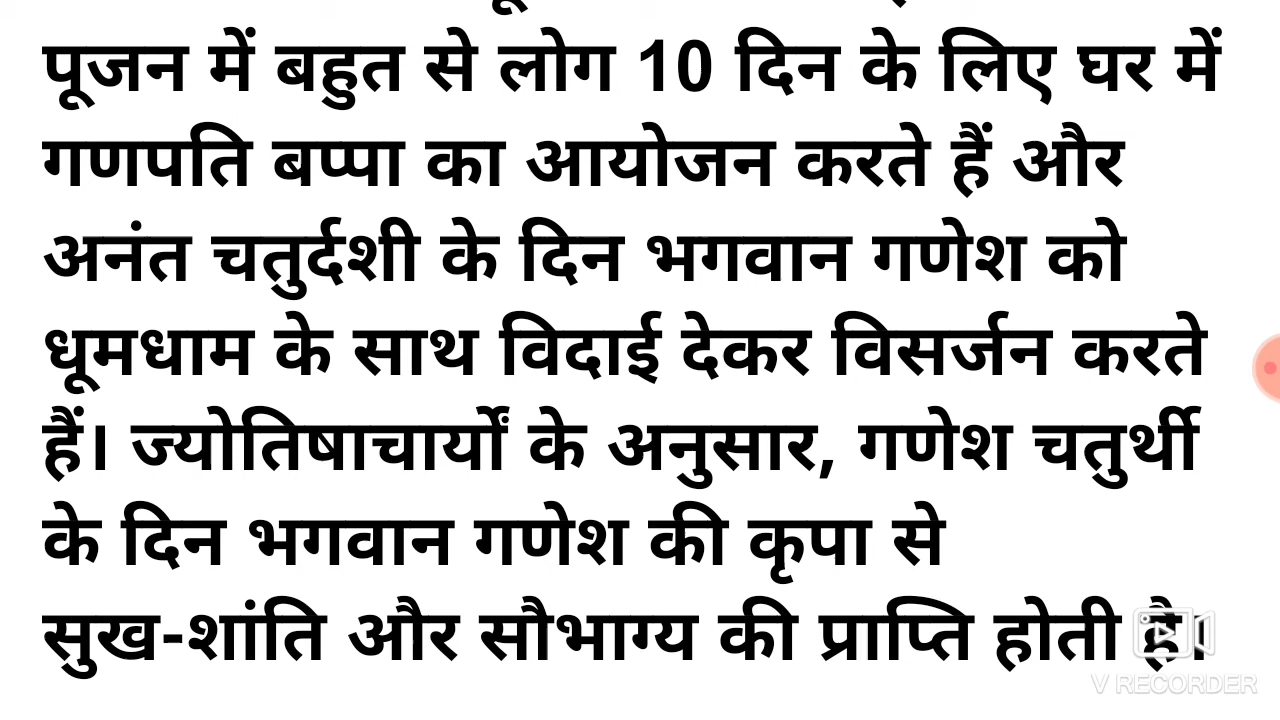 पूजन में बहुत से लोग 10 दिन के लिए घर में
गणपति बप्पा का आयोजन करते हैं और
अनंत चतुर्दशी के दिन भगवान गणेश को
धूमधाम के साथ विदाई देकर विसर्जन करते
हैं। ज्योतिषाचार्यों के अनुसार, गणेश चतुर्थी
के दिन भगवान गणेश की कृपा से
सुख-शांति और सौभाग्य की प्राप्ति होती है।
V RECORDER